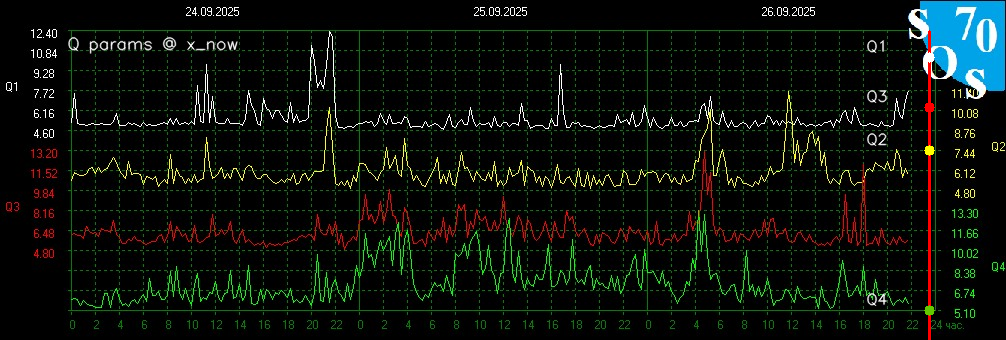 24.09.2025 25.09.2025 26.09.2025
Q params @ x_now
Q1
Q3
Q2
Q4
Q1
12.40
10.84
9.28
7.72
6.16
4.60
Q3
13.20
11.52
9.84
8.16
6.48
4.80
SOS
70
11.40
10.08
8.76
7.44
6.12
4.80
Q2
13.30
11.66
10.02
8.38
6.74
5.10
Q4
0 2 4 6 8 10 12 14 16 18 20 22 0 2 4 6 8 10 12 14 16 18 20 22 0 2 4 6 8 10 12 14 16 18 20 22 24 час.